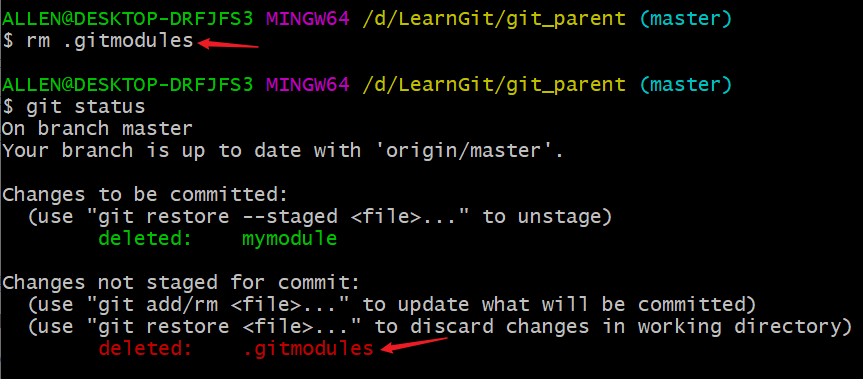 ALLEN@DESKTOP-DRFJFS3 MINGW64 /d/LearnGit/git_parent (master)
$ rm .gitmodules
ALLEN@DESKTOP-DRFJFS3 MINGW64 /d/LearnGit/git_parent (master)
$ git status
On branch master
Your branch is up to date with 'origin/master'.
Changes to be committed:
  (use "git restore --staged <file>..." to unstage)
        deleted:    mymodule
Changes not staged for commit:
  (use "git add/rm <file>..." to update what will be committed)
  (use "git restore <file>..." to discard changes in working directory)
        deleted:    .gitmodules